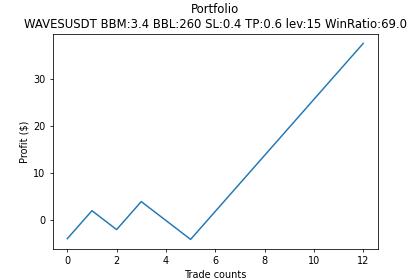 Portfolio
WAVESUSDT BBM:3.4 BBL:260 SL:0.4 TP:0.6 lev:15 WinRatio:69.0
Profit ($)
30
20
10
0
0 2 4 6 8 10 12
Trade counts